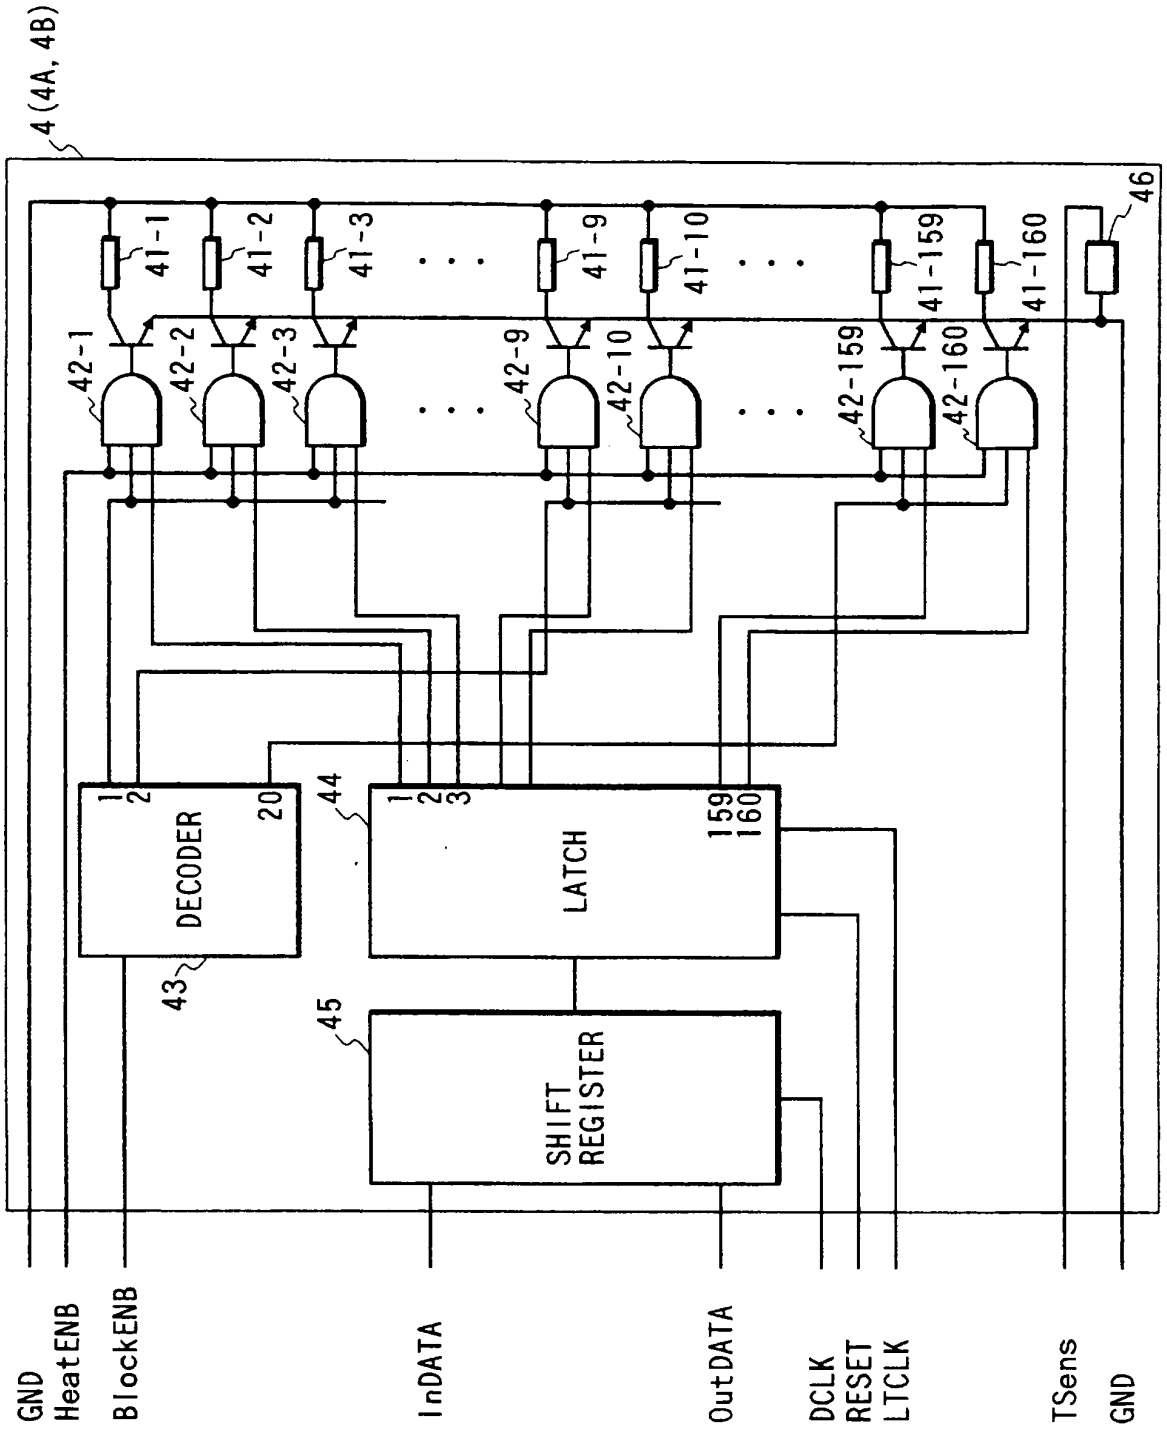 4(4A, 4B)
41-1
41-2
41-3
· · ·
41-9
41-10
· · ·
41-159
41-160
46
42-1
42-2
42-3
· · ·
42-9
42-10
· · ·
42-159
42-160
1
2
20
DECODER
43
44
1
2
3
159
160
LATCH
45
SHIFT
REGISTER
GND
HeatENB
BlockENB
InDATA
OutDATA
DCLK
RESET
LTCLK
TSens
GND